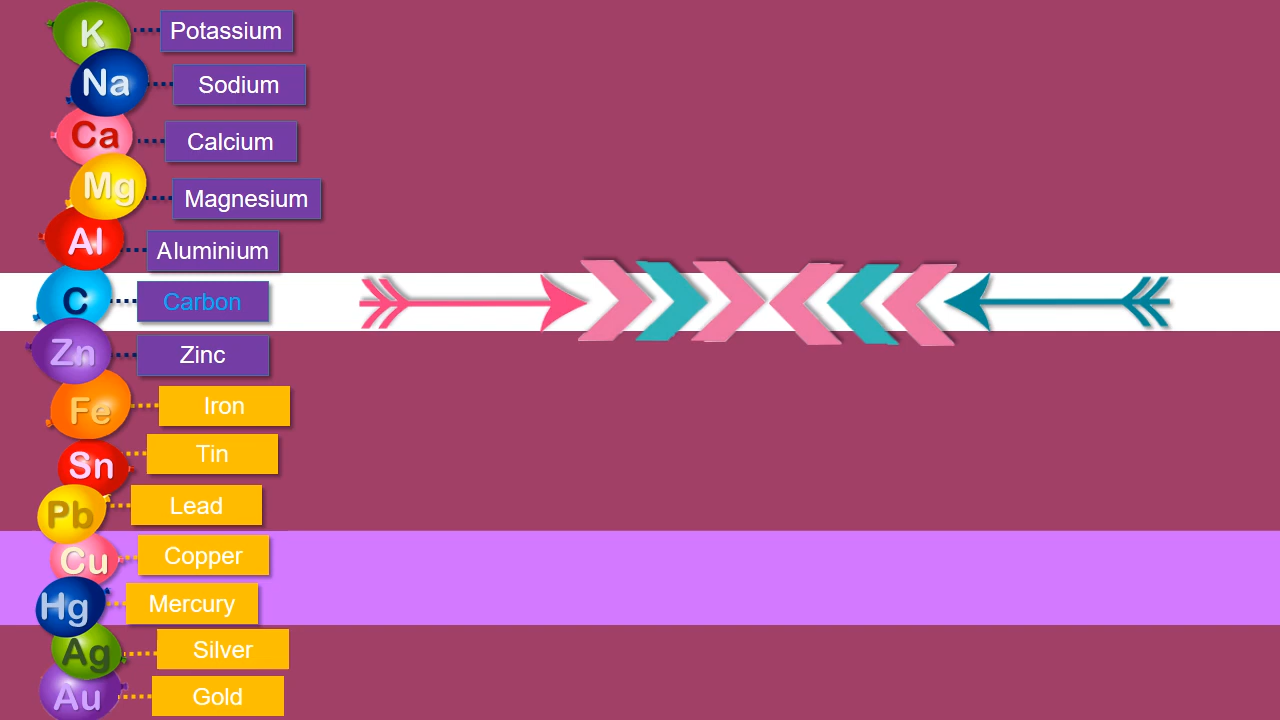 K Potassium
Na Sodium
Ca Calcium
Mg Magnesium
Al Aluminium
C Carbon
Zn Zinc
Fe Iron
Sn Tin
Pb Lead
Cu Copper
Hg Mercury
Ag Silver
Au Gold